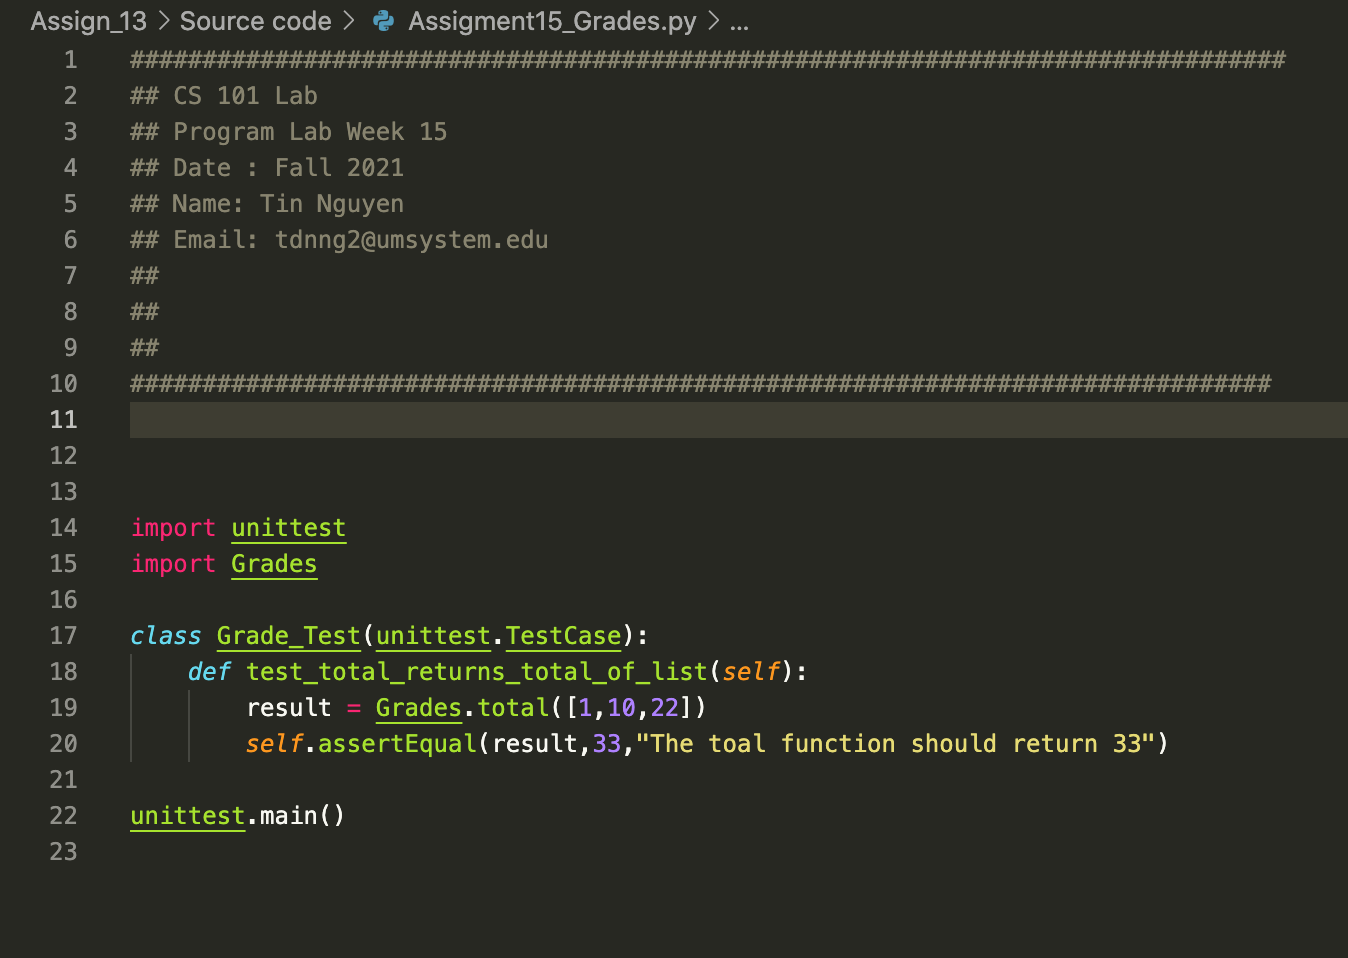 Assign_13 > Source code > Assigment15_Grades.py > ...
1 ################################################################################
2 ## CS 101 Lab
3 ## Program Lab Week 15
4 ## Date : Fall 2021
5 ## Name: Tin Nguyen
6 ## Email: tdnng2@umsystem.edu
7 ##
8 ##
9 ##
10 ###############################################################################
11
12
13
14 import unittest
15 import Grades
16
17 class Grade_Test(unittest.TestCase):
18     def test_total_returns_total_of_list(self):
19         result = Grades.total([1,10,22])
20         self.assertEqual(result,33,"The toal function should return 33")
21
22 unittest.main()
23